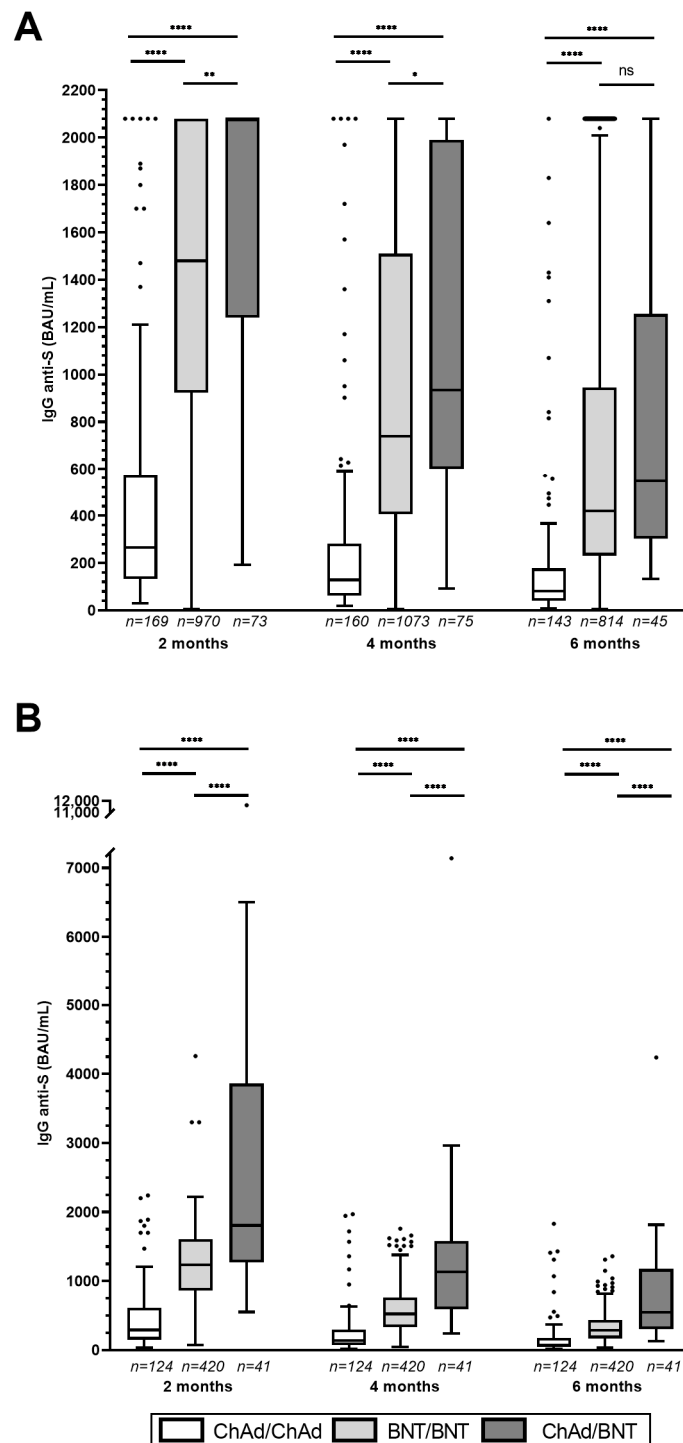 A
**** **** ****
**** **** ****
** * ns
2200
2000
1800
1600
1400
1200
1000
800
600
400
200
0
IgG anti-S (BAU/mL)
n=169 n=970 n=73 n=160 n=1073 n=75 n=143 n=814 n=45
2 months 4 months 6 months
B
**** **** ****
**** **** ****
**** **** ****
12,000
11,000
7000
6000
5000
4000
3000
2000
1000
0
IgG anti-S (BAU/mL)
n=124 n=420 n=41 n=124 n=420 n=41 n=124 n=420 n=41
2 months 4 months 6 months
ChAd/ChAd BNT/BNT ChAd/BNT